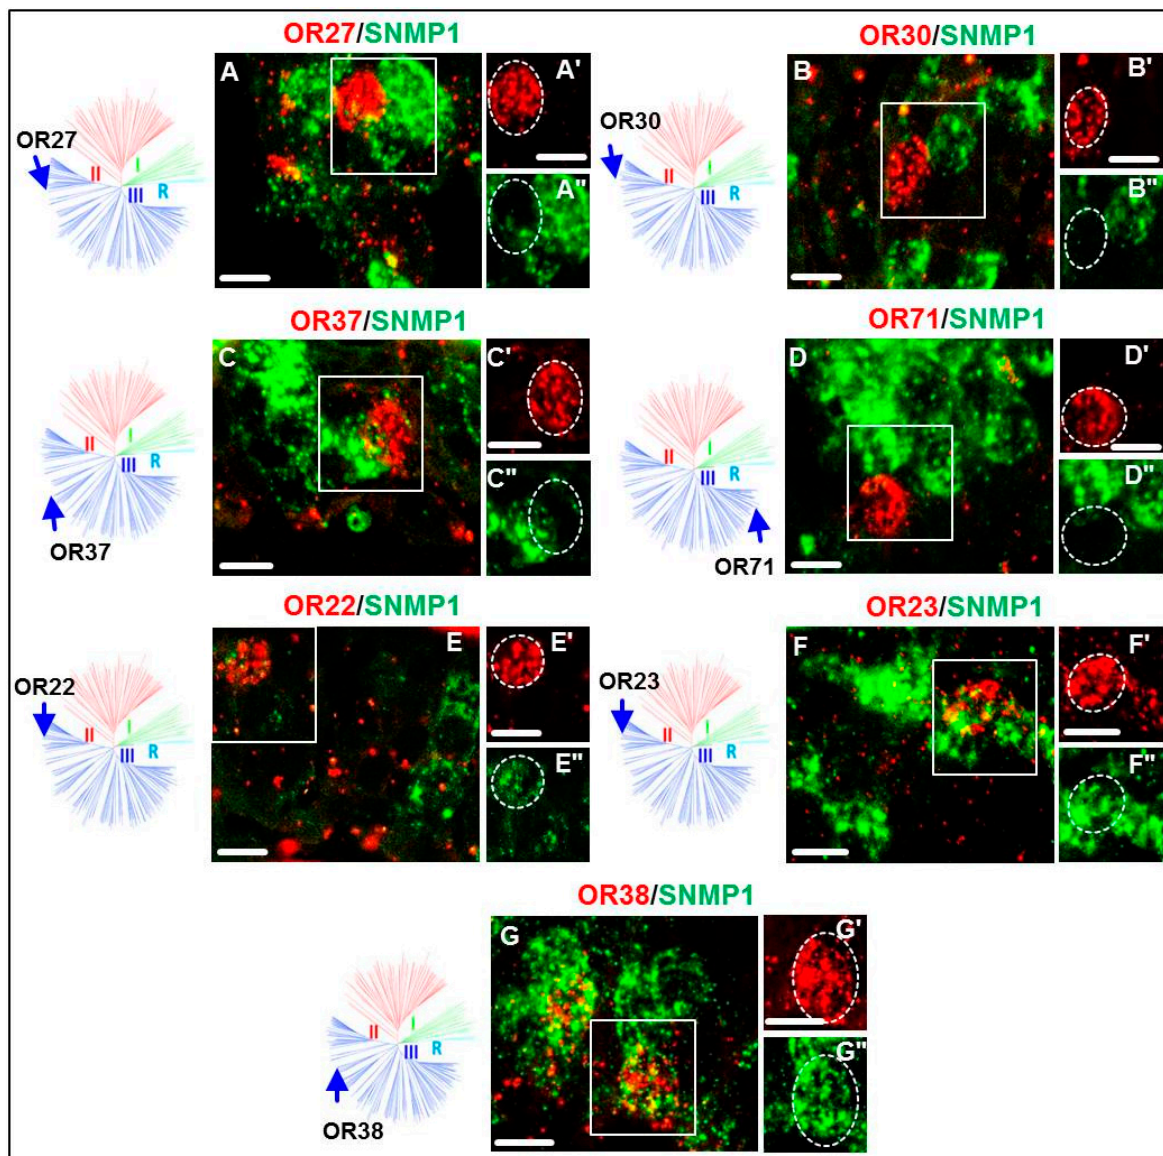 OR27/SNMP1
OR30/SNMP1
A
A'
A"
OR27
II
I
III
R
B
B'
B"
OR30
II
I
III
R
OR37/SNMP1
OR71/SNMP1
C
C'
C"
II
I
III
R
OR37
D
D'
D"
II
I
III
R
OR71
OR22/SNMP1
OR23/SNMP1
E
E'
E"
OR22
II
I
III
R
F
F'
F"
OR23
II
I
III
R
OR38/SNMP1
G
G'
G"
II
I
III
R
OR38